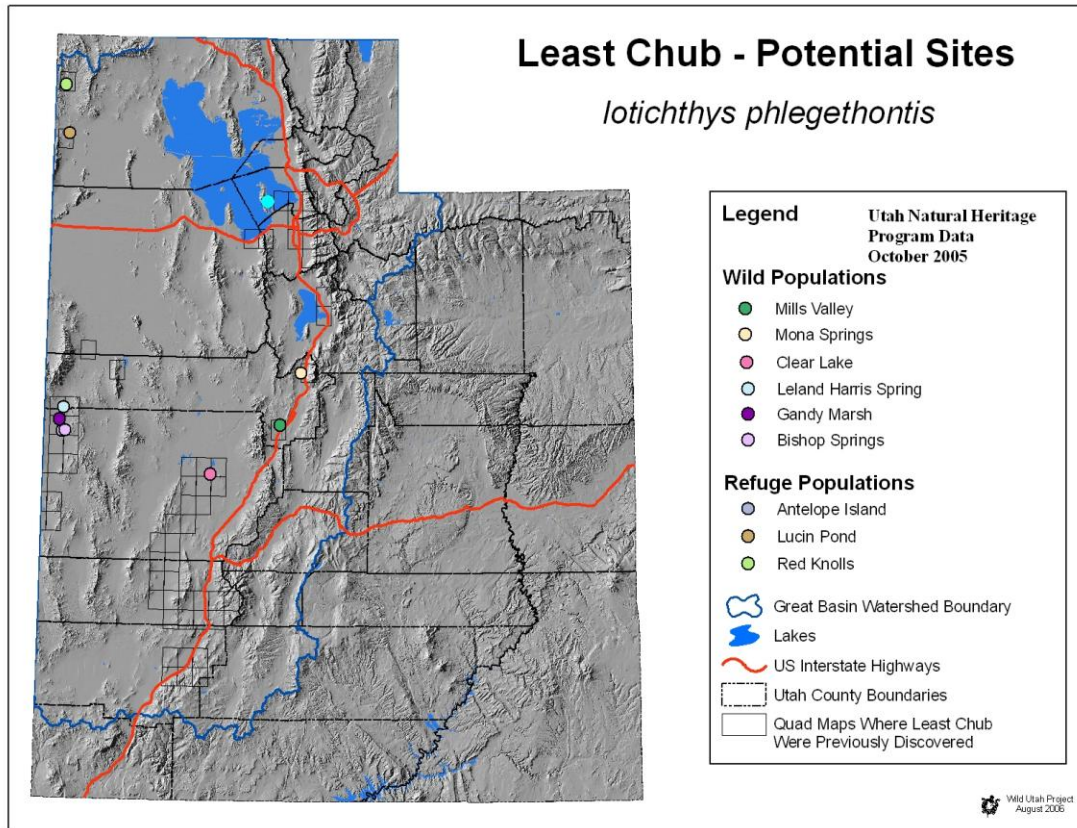 Least Chub - Potential Sites
Iotichthys phlegethontis
Legend
Utah Natural Heritage
Program Data
October 2005
Wild Populations
Mills Valley
Mona Springs
Clear Lake
Leland Harris Spring
Gandy Marsh
Bishop Springs
Refuge Populations
Antelope Island
Lucin Pond
Red Knolls
Great Basin Watershed Boundary
Lakes
US Interstate Highways
Utah County Boundaries
Quad Maps Where Least Chub
Were Previously Discovered
Wild Utah Project
August 2006